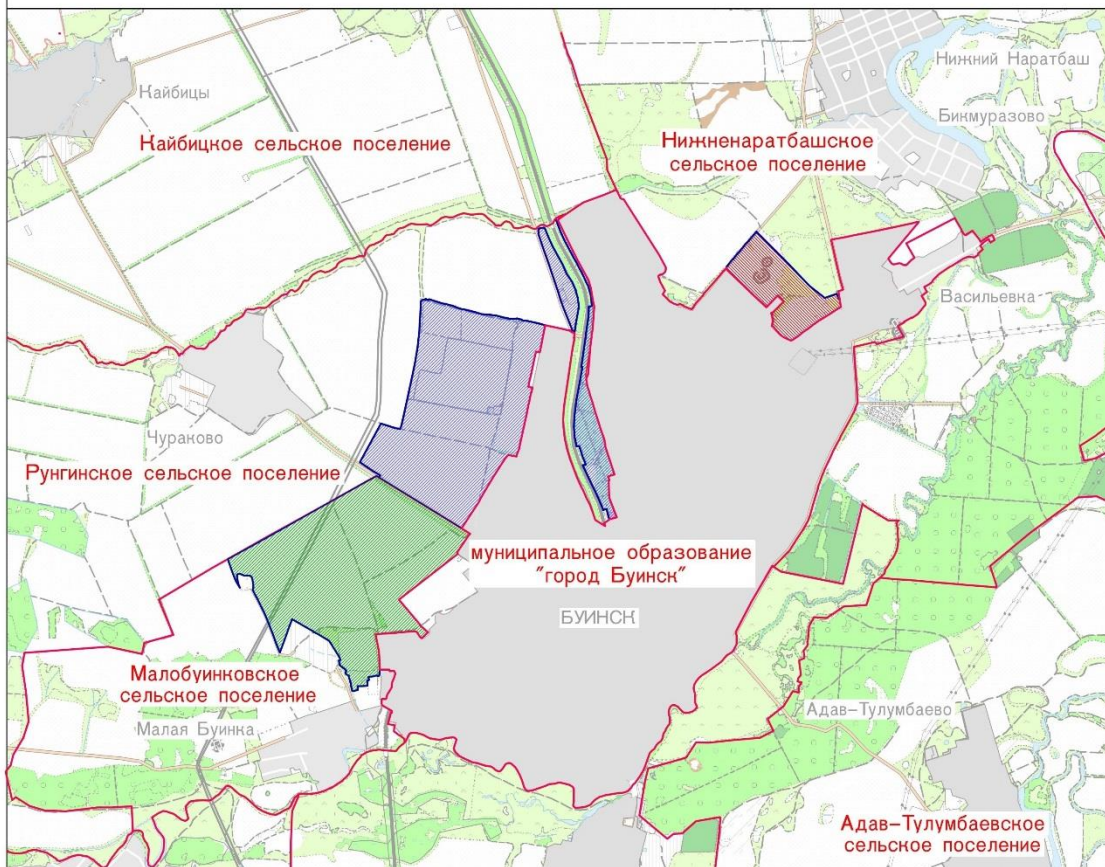 Нижний Наратбаш
Кайбицы
Бикмуразово
Кайбицкое сельское поселение
Нижненаратбашское
сельское поселение
Васильевка
Чураково
Рунгинское сельское поселение
муниципальное образование
"город Буинск"
БУИНСК
Малобуинковское
сельское поселение
Малая Буинка
Адав-Тулумбаево
Адав-Тулумбаевское
сельское поселение